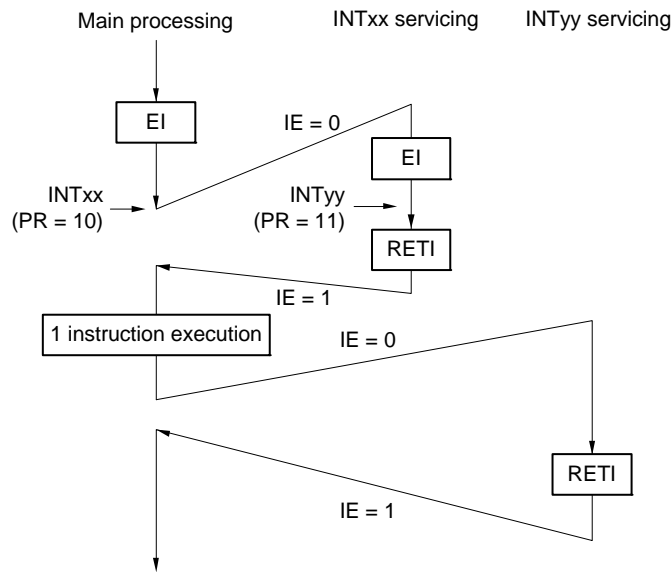 Main processing
INTxx servicing
INTyy servicing
EI
IE = 0
EI
INTxx
(PR = 10)
INTyy
(PR = 11)
RETI
IE = 1
1 instruction execution
IE = 0
RETI
IE = 1